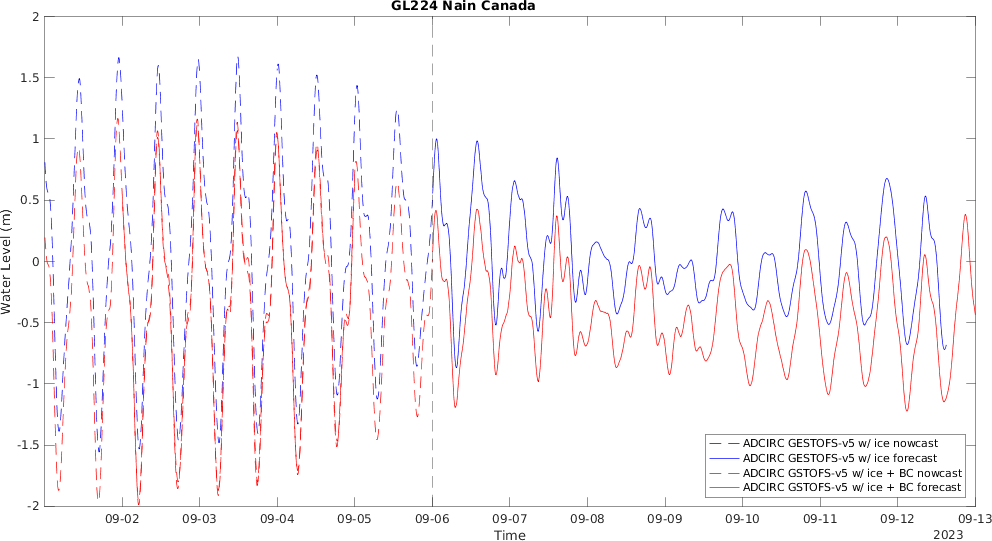 GL224 Nain Canada
2
1.5
1
0.5
0
-0.5
-1
-1.5
-2
Water Level (m)
ADCIRC GESTOFS-v5 w/ ice nowcast
ADCIRC GESTOFS-v5 w/ ice forecast
ADCIRC GSTOFS-v5 w/ ice + BC nowcast
ADCIRC GSTOFS-v5 w/ ice + BC forecast
09-02 09-03 09-04 09-05 09-06 09-07 09-08 09-09 09-10 09-11 09-12 09-13
Time
2023